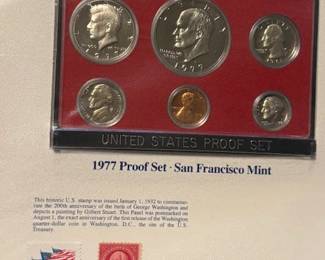 LIBERTY
1977
UNITED STATES PROOF SET
1977 Proof Set · San Francisco Mint
This historic U.S. stamp was issued January 1, 1932 to commemo-
rate the 200th anniversary of the birth of George Washington and
depicts a painting by Gilbert Stuart. This Panel was postmarked on
August 1, the exact anniversary of the first release of the Washington
quarter-dollar coin in Washington, D.C., the site of the U.S.
Treasury.